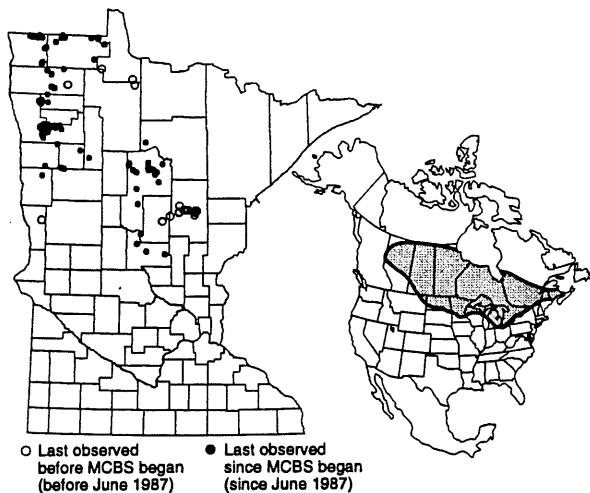 Last observed
before MCBS began
(before June 1987)
Last observed
since MCBS began
(since June 1987)